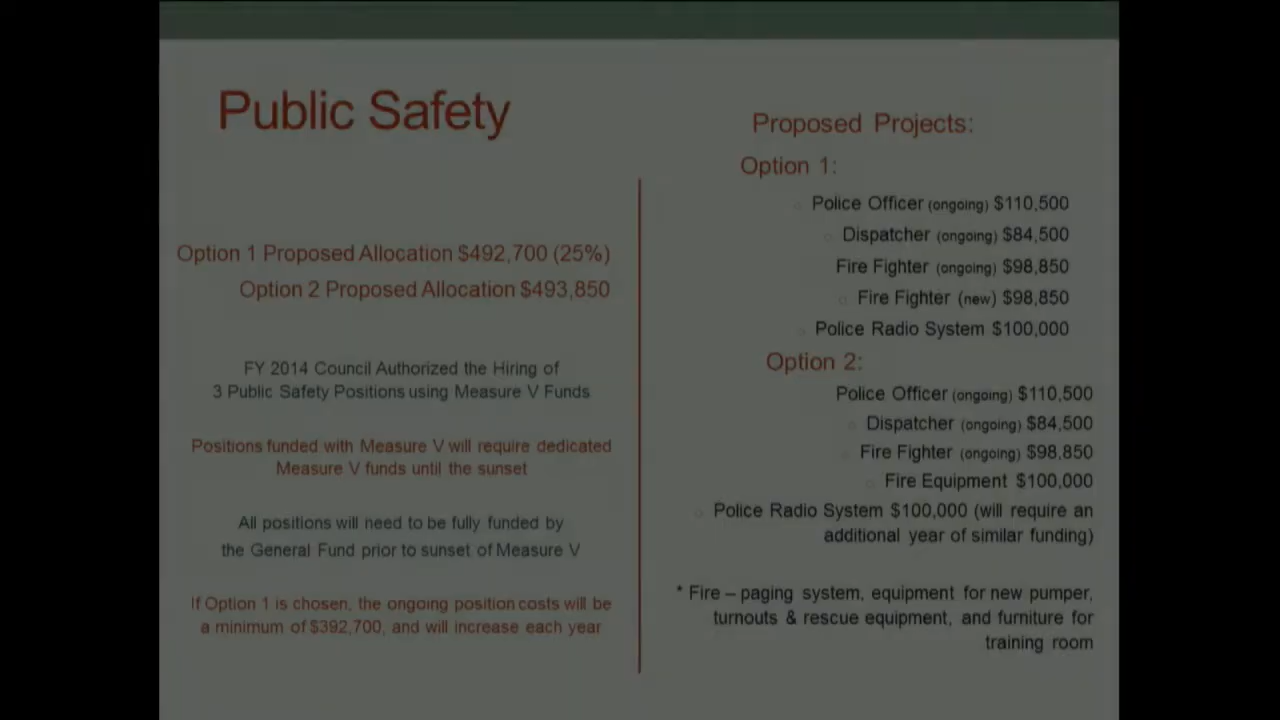 Public Safety
Option 1 Proposed Allocation $492,700 (25%)
Option 2 Proposed Allocation $493,850
FY 2014 Council Authorized the Hiring of
3 Public Safety Positions using Measure V Funds
Positions funded with Measure V will require dedicated
Measure V funds until the sunset
All positions will need to be fully funded by
the General Fund prior to sunset of Measure V
If Option 1 is chosen, the ongoing position costs will be
a minimum of $392,700, and will increase each year
Proposed Projects:
Option 1:
Police Officer (ongoing) $110,500
Dispatcher (ongoing) $84,500
Fire Fighter (ongoing) $98,850
Fire Fighter (new) $98,850
Police Radio System $100,000
Option 2:
Police Officer (ongoing) $110,500
Dispatcher (ongoing) $84,500
Fire Fighter (ongoing) $98,850
Fire Equipment $100,000
Police Radio System $100,000 (will require an
additional year of similar funding)
* Fire – paging system, equipment for new pumper,
turnouts & rescue equipment, and furniture for
training room